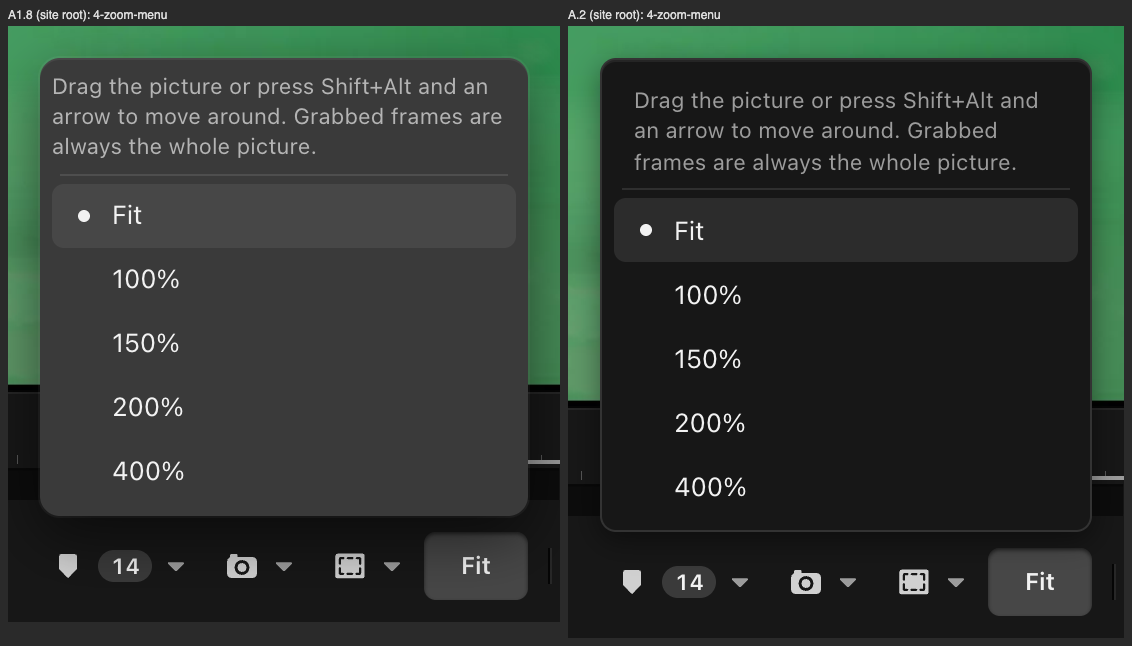 A1.8 (site root): 4-zoom-menu
Drag the picture or press Shift+Alt and an
arrow to move around. Grabbed frames are
always the whole picture.
Fit
100%
150%
200%
400%
14
Fit
A.2 (site root): 4-zoom-menu
Drag the picture or press Shift+Alt and
an arrow to move around. Grabbed
frames are always the whole picture.
Fit
100%
150%
200%
400%
14
Fit